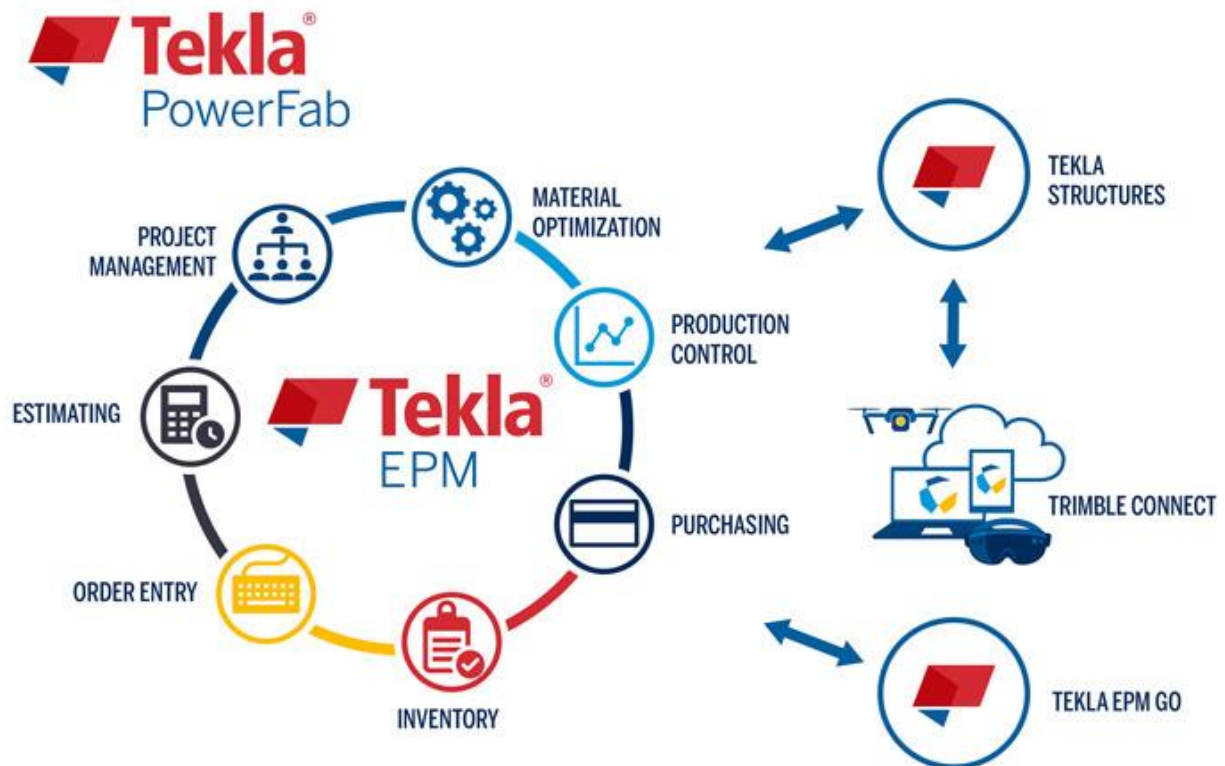 Tekla®
PowerFab
MATERIAL
OPTIMIZATION
PROJECT
MANAGEMENT
PRODUCTION
CONTROL
ESTIMATING
Tekla®
EPM
PURCHASING
ORDER ENTRY
INVENTORY
TEKLA
STRUCTURES
TRIMBLE CONNECT
TEKLA EPM GO